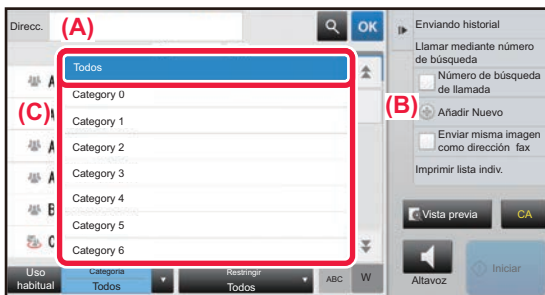 Direcc.
(A)
OK
Todos
Category 0
Category 1
Category 2
Category 3
Category 4
Category 5
Category 6
(C)
A
A
A
B
C
Uso
habitual
Categoría
Todos
Restringir
Todos
ABC
W
(B)
Enviando historial
Llamar mediante número
de búsqueda
Número de búsqueda
de llamada
Añadir Nuevo
Enviar misma imagen
como dirección fax
Imprimir lista indiv.
Vista previa
CA
Altavoz
Iniciar